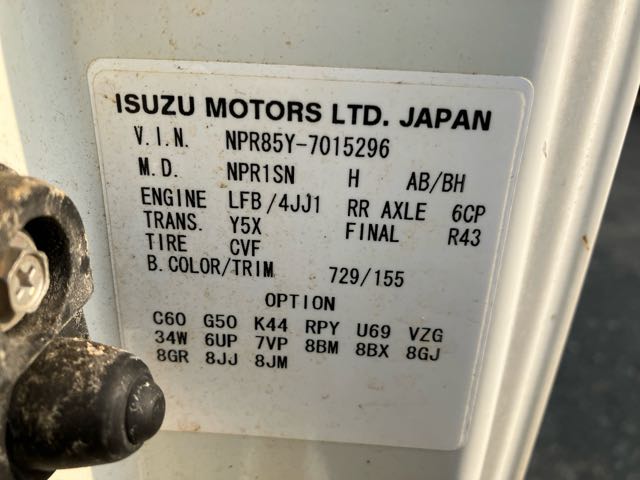 ISUZU MOTORS LTD. JAPAN
V.I.N. NPR85Y-7015296
M.D. NPR1SN H AB/BH
ENGINE LFB/4JJ1 RR AXLE 6CP
TRANS. Y5X FINAL R43
TIRE CVF
B.COLOR/TRIM 729/155
OPTION
C60 G50 K44 RPY U69 VZG
34W 6UP 7VP 8BM 8BX 8GJ
8GR 8JJ 8JM